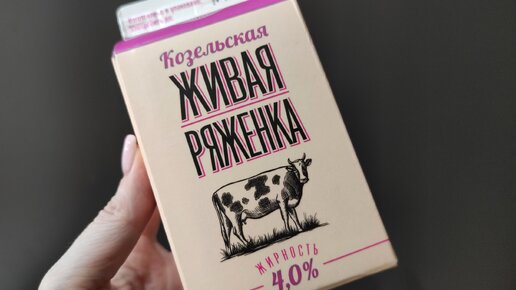 Козельская
ЖИВАЯ
РЯЖЕНКА
ЖИРНОСТЬ
4,0%